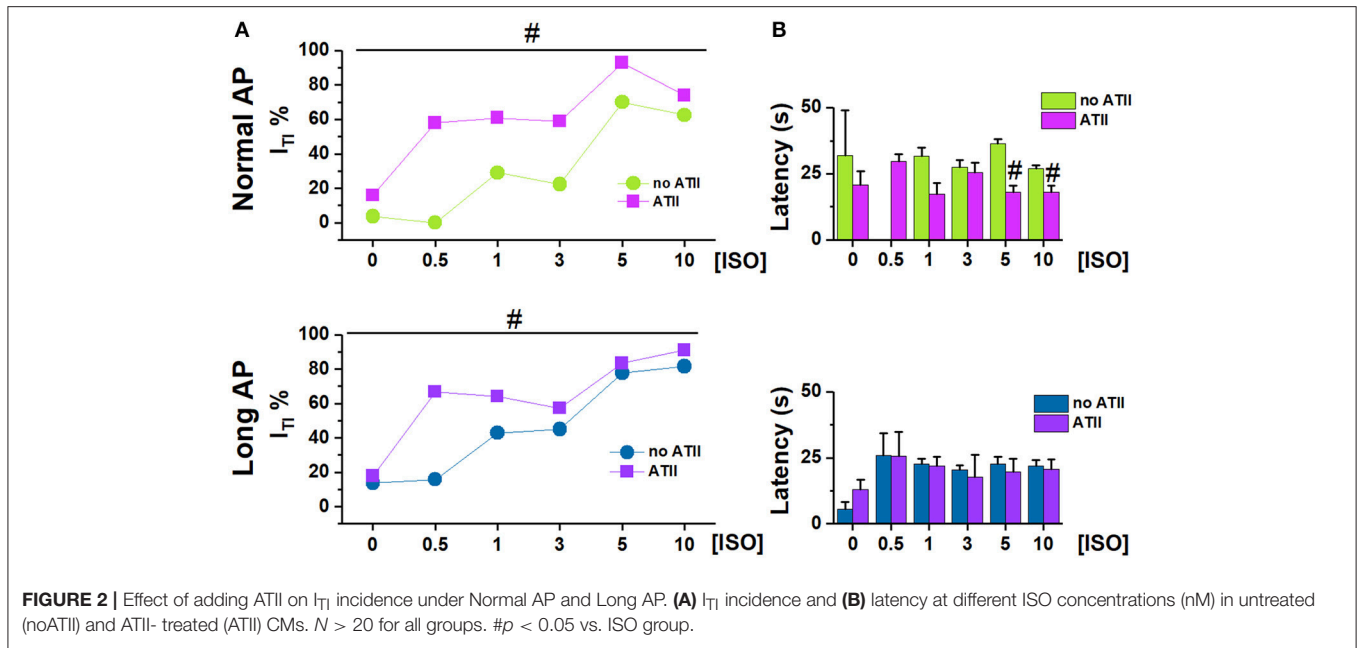 A
#
Normal AP
I_TI %
100
80
60
40
20
0
no ATII
ATII
0 0.5 1 3 5 10 [ISO]
B
Latency (s)
50
25
0
no ATII
ATII
# #
0 0.5 1 3 5 10 [ISO]
#
Long AP
I_TI %
100
80
60
40
20
0
no ATII
ATII
0 0.5 1 3 5 10 [ISO]
Latency (s)
50
25
0
no ATII
ATII
0 0.5 1 3 5 10 [ISO]
FIGURE 2 | Effect of adding ATII on I_TI incidence under Normal AP and Long AP. (A) I_TI incidence and (B) latency at different ISO concentrations (nM) in untreated
(noATII) and ATII- treated (ATII) CMs. N > 20 for all groups. #p < 0.05 vs. ISO group.